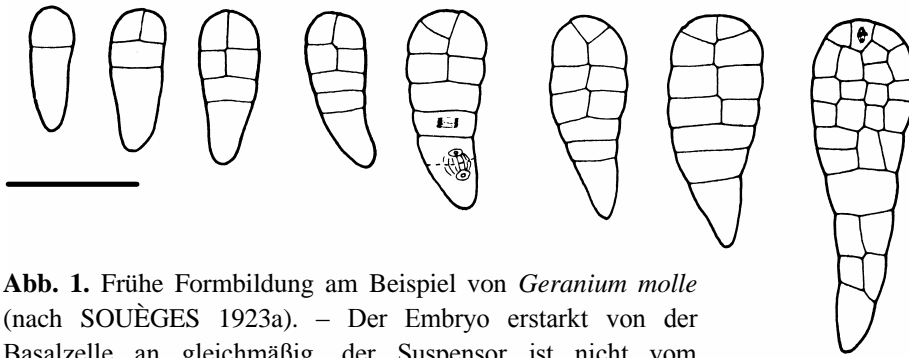 Abb. 1. Frühe Formbildung am Beispiel von Geranium molle
(nach SOUÈGES 1923a). – Der Embryo erstarkt von der
Basalzelle an gleichmäßig, der Suspensor ist nicht vom